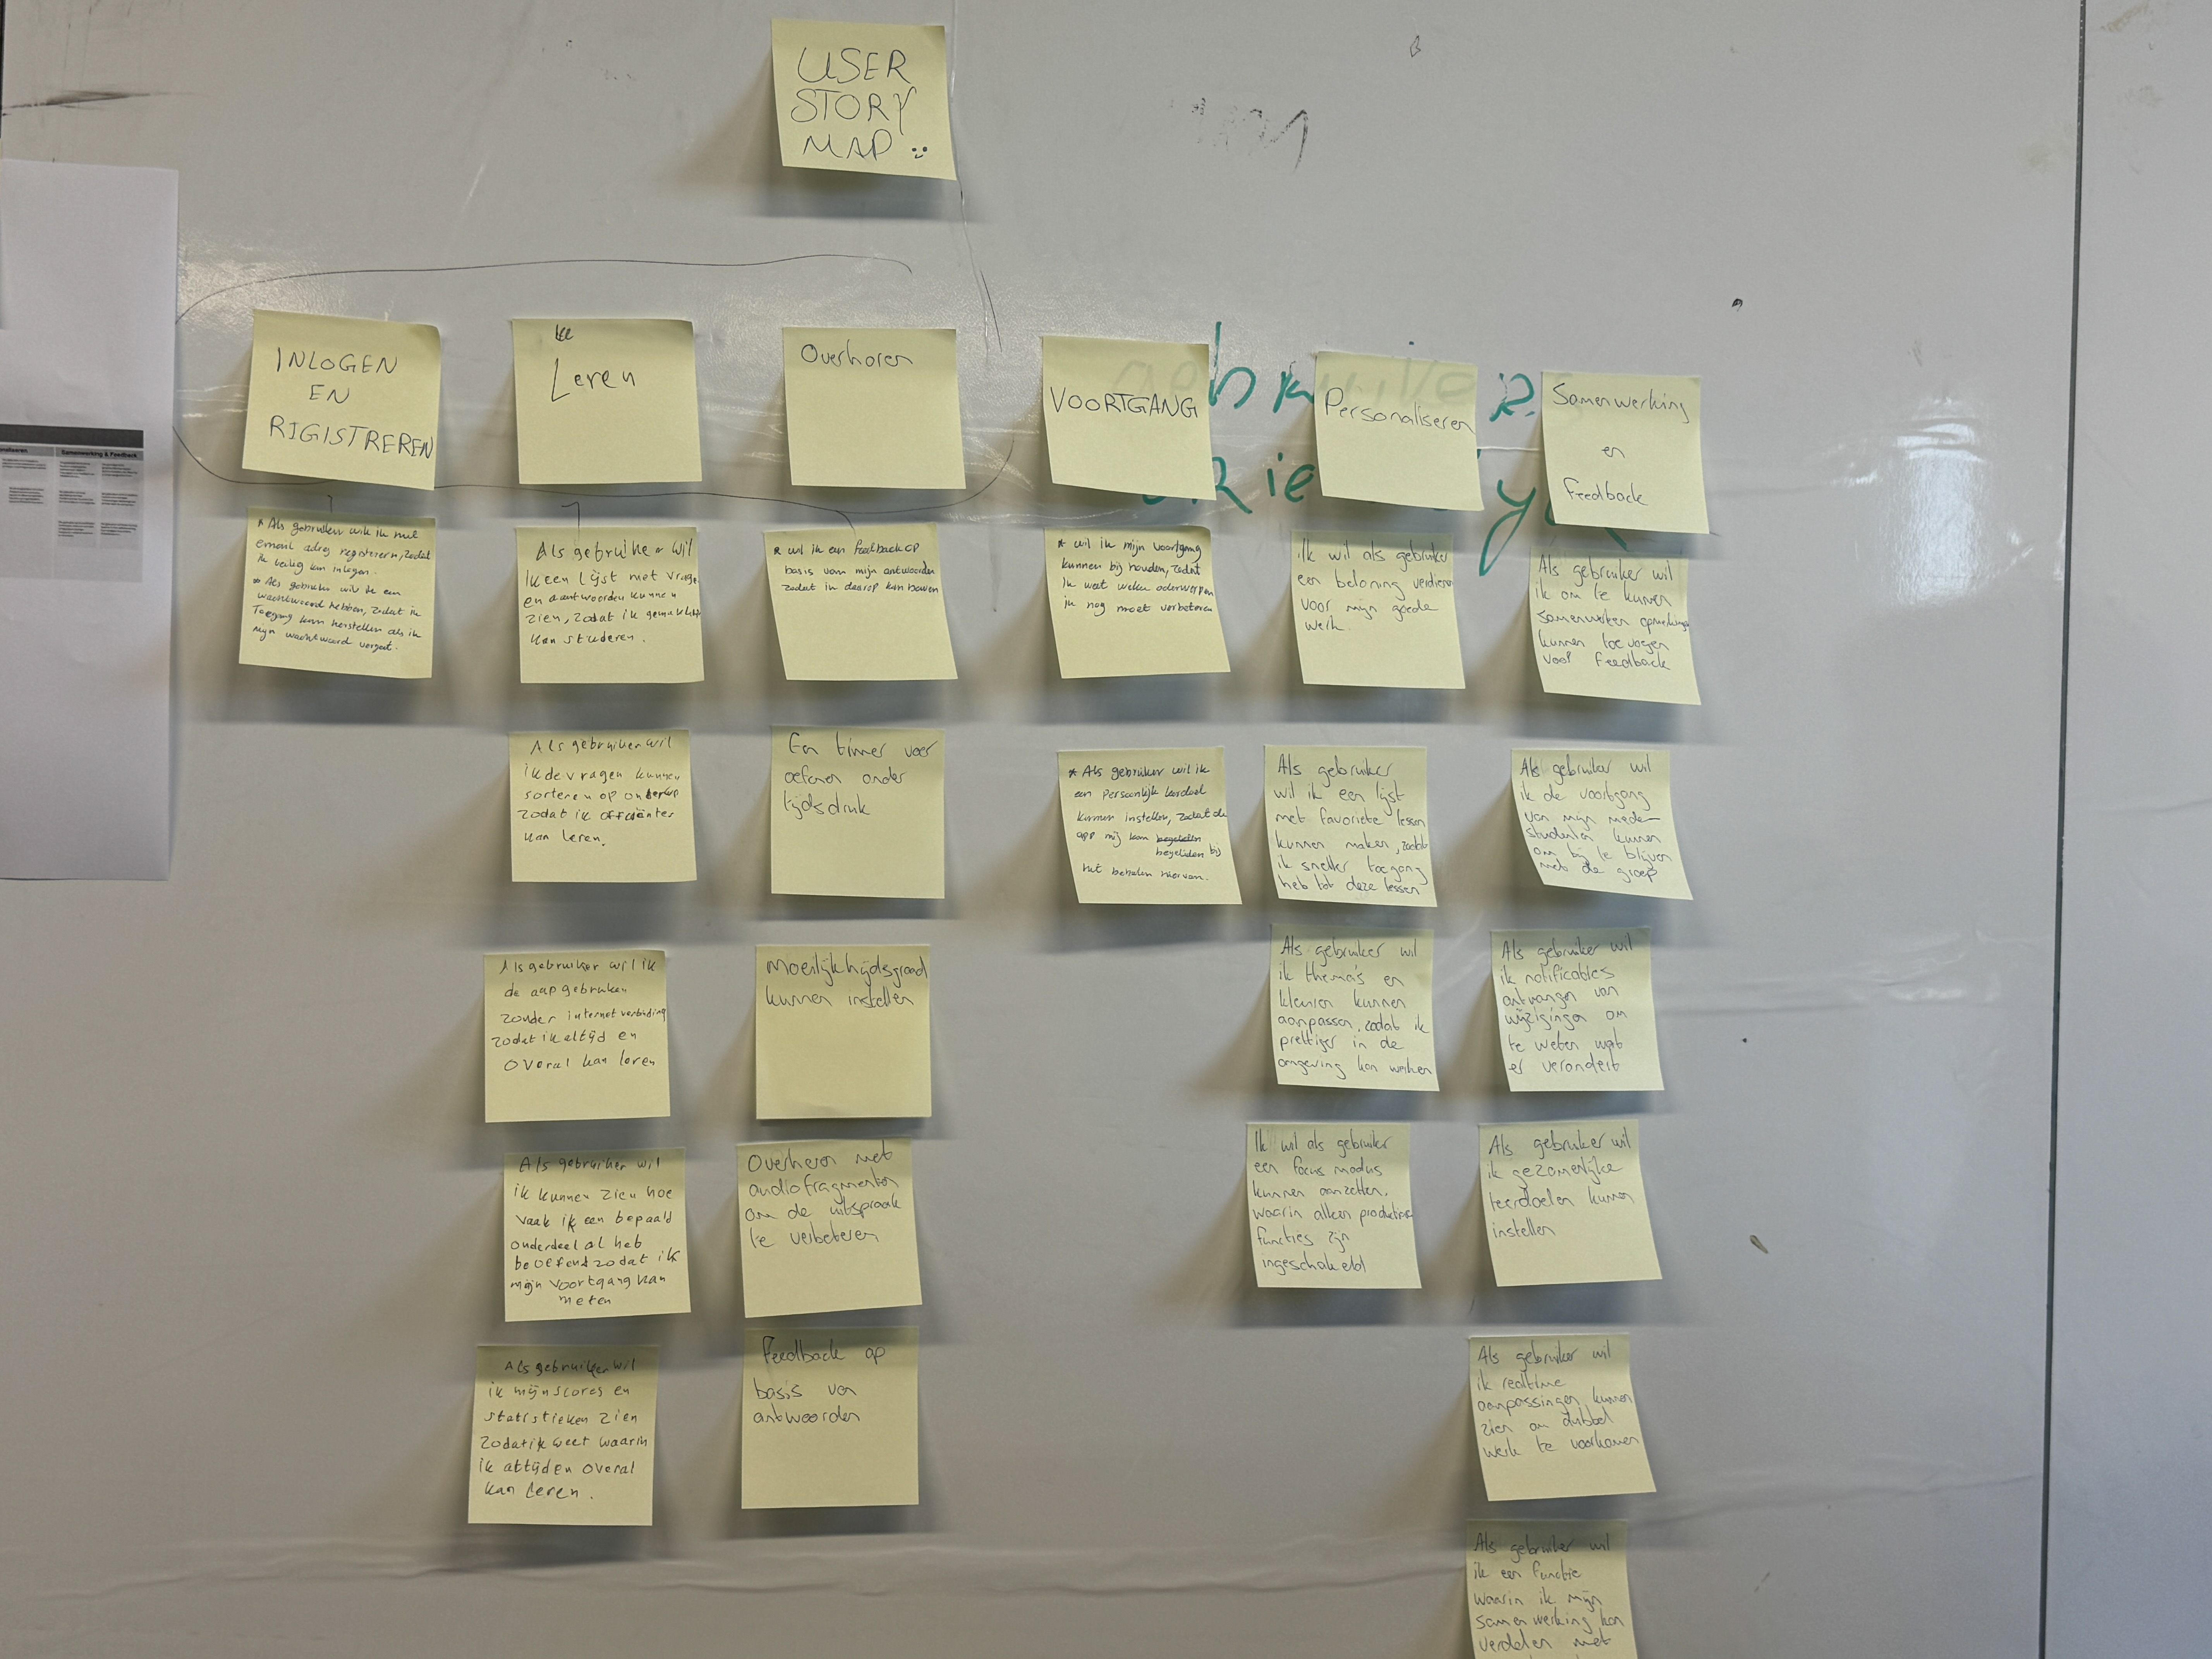 USER
STORY
MAP
INLOGEN
EN
RIGISTREREN
Leren
Overhoren
VOORTGANG
Personaliseren
Samenwerking
en
Feedback
Samenwerking & Feedback
* Als gebruiker wil ik met
email adres registeren, zodat
ik veilig kan inlogen.
* Als gebruiker wil ik een
wachtwoord hebben, zodat ik
Toegang kan herstellen als ik
mijn wachtwoord vergeet.
Als gebruiker wil
ik een lijst met vragen
en aantwoorden kunnen
zien, zodat ik gemakkelijk
kan studeren.
* wil ik een feedback op
basis van mijn antwoorden
zodat ik daarop kan bouwen
* wil ik mijn voortgang
kunnen bij houden, zodat
ik weet welke onderwerpen
ik nog moet verbeteren
Ik wil als gebruiker
een beloning verdienen
voor mijn goede
werk.
Als gebruiker wil
ik om te kunnen
samenwerken opmerkingen
kunnen toevoegen
voor feedback
Als gebruiker wil
ik de vragen kunnen
sorteren op
zodat ik
kan leren.
Een timmer voor
oefenen onder
tijdsdruk
* Als gebruiker wil ik
een persoonlijk leerdoel
kunnen instellen, zodat de
app mij kan
begeleiden bij
het behalen hiervan.
Als gebruiker
wil ik een lijst
met favoriete lessen
kunnen maken, zodat
ik sneller toegang
heb tot deze lessen
Als gebruiker wil
ik de voortgang
van mijn mede-
studenten kunnen
om bij te blijven
met de groep
Als gebruiker wil ik
de aap gebruiken
zonder internet verbinding
zodat ik altijd en
overal kan leren
Moeilijkhijdsgraad
kunnen instellen
Als gebruiker wil
ik thema's en
kleuren kunnen
aanpassen, zodat ik
prettiger in de
omgeving kan werken
Als gebruiker wil
ik notificaties
ontvangen van
wijzigingen om
te weten wat
er verandert
Als gebruiker wil
ik kunnen zien hoe
vaak ik een bepaald
onderdeel al heb
beoefend zodat ik
mijn voortgang kan
meten
Overhoren met
audiofragmenten
om de uitspraak
te verbeteren
Ik wil als gebruiker
een focus modus
kunnen aanzetten,
waarin alleen
functies zijn
ingeschakeld
Als gebruiker wil
ik gezamenlijke
leerdoelen kunnen
instellen
Als gebruiker wil
ik mijn scores en
statistieken zien
zodat ik weet waarin
ik altijd en overal
kan leren.
Feedback op
basis van
antwoorden
Als gebruiker wil
ik realtime
aanpassingen kunnen
zien om dubbel
werk te voorkomen
Als gebruiker wil
ik een functie
waarin ik mijn
samenwerking kan
verdelen met